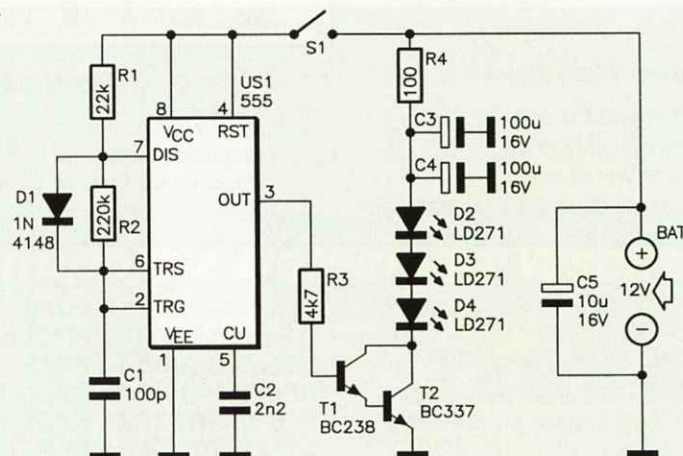 S1
R1
22k
US1
555
R4
100
8
4
VCC
RST
7
DIS
C3
100u
16V
C4
100u
16V
D1
1N
4148
220k
R2
OUT
3
D2
LD271
BAT
+
6
TRS
R3
4k7
D3
LD271
C5
10u
16V
12V
2
TRG
D4
LD271
−
VEE
CU
1
5
C1
100p
C2
2n2
T1
BC238
T2
BC337